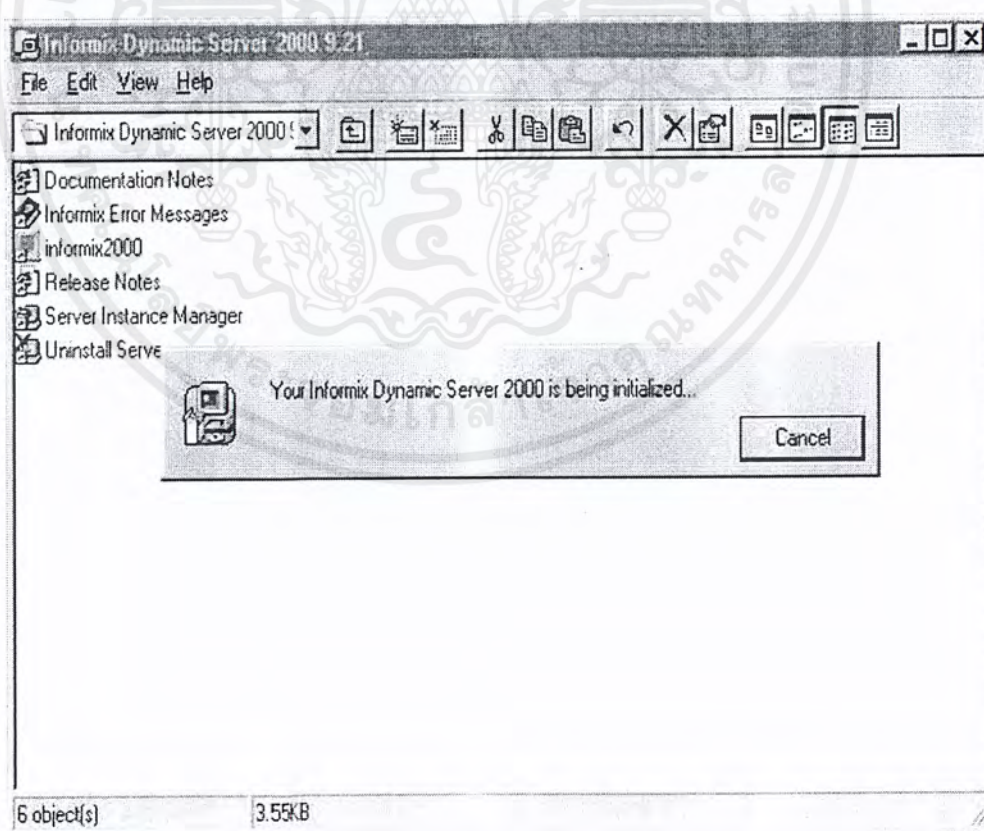 Informix Dynamic Server 2000 9.21
File Edit View Help
Informix Dynamic Server 2000 9
Documentation Notes
Informix Error Messages
informix2000
Release Notes
Server Instance Manager
Uninstall Serve
Your Informix Dynamic Server 2000 is being initialized...
Cancel
6 object(s) 3.55KB